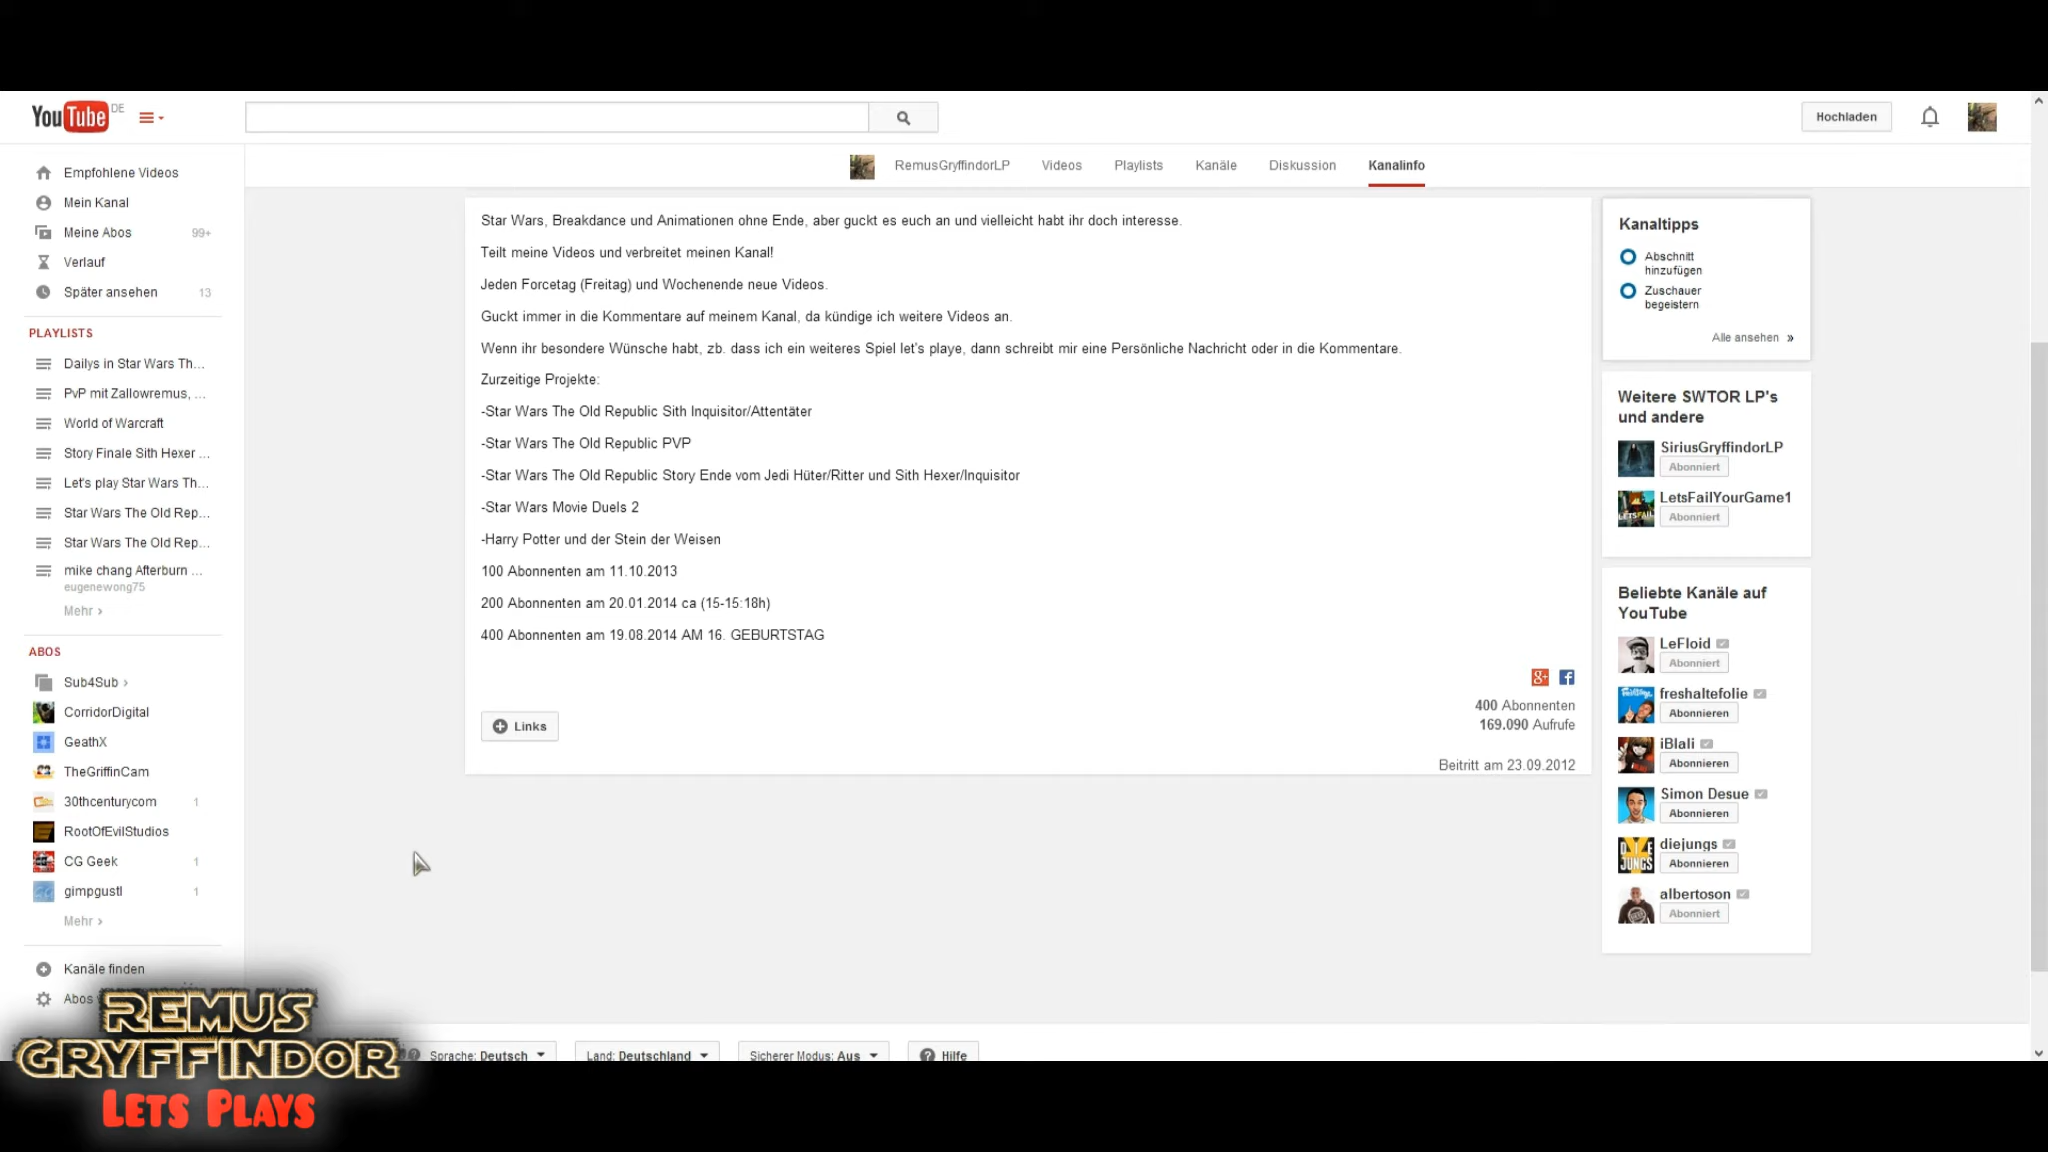 YouTube DE
Hochladen
RemusGryffindorLP Videos Playlists Kanäle Diskussion Kanalinfo
Empfohlene Videos
Mein Kanal
Meine Abos 99+
Verlauf
Später ansehen 13
PLAYLISTS
Dailys in Star Wars Th...
PvP mit Zallowremus, ...
World of Warcraft
Story Finale Sith Hexer ...
Let's play Star Wars Th...
Star Wars The Old Rep...
Star Wars The Old Rep...
mike chang Afterburn ...
eugenewong75
Mehr ›
ABOS
Sub4Sub ›
CorridorDigital
GeathX
TheGriffinCam
30thcenturycom 1
RootOfEvilStudios
CG Geek 1
gimpgustl 1
Mehr ›
Kanäle finden
Abos
Star Wars, Breakdance und Animationen ohne Ende, aber guckt es euch an und vielleicht habt ihr doch interesse.
Teilt meine Videos und verbreitet meinen Kanal!
Jeden Forcetag (Freitag) und Wochenende neue Videos.
Guckt immer in die Kommentare auf meinem Kanal, da kündige ich weitere Videos an.
Wenn ihr besondere Wünsche habt, zb. dass ich ein weiteres Spiel let's playe, dann schreibt mir eine Persönliche Nachricht oder in die Kommentare.
Zurzeitige Projekte:
-Star Wars The Old Republic Sith Inquisitor/Attentäter
-Star Wars The Old Republic PVP
-Star Wars The Old Republic Story Ende vom Jedi Hüter/Ritter und Sith Hexer/Inquisitor
-Star Wars Movie Duels 2
-Harry Potter und der Stein der Weisen
100 Abonnenten am 11.10.2013
200 Abonnenten am 20.01.2014 ca (15-15:18h)
400 Abonnenten am 19.08.2014 AM 16. GEBURTSTAG
Links
400 Abonnenten
169.090 Aufrufe
Beitritt am 23.09.2012
Kanaltipps
Abschnitt
hinzufügen
Zuschauer
begeistern
Alle ansehen »
Weitere SWTOR LP's
und andere
SiriusGryffindorLP
Abonniert
LetsFailYourGame1
Abonniert
Beliebte Kanäle auf
YouTube
LeFloid
Abonniert
freshaltefolie
Abonnieren
iBlali
Abonnieren
Simon Desue
Abonnieren
diejungs
Abonnieren
albertoson
Abonniert
Sprache: Deutsch Land: Deutschland Sicherer Modus: Aus Hilfe
REMUS
GRYFFINDOR
LETS PLAYS